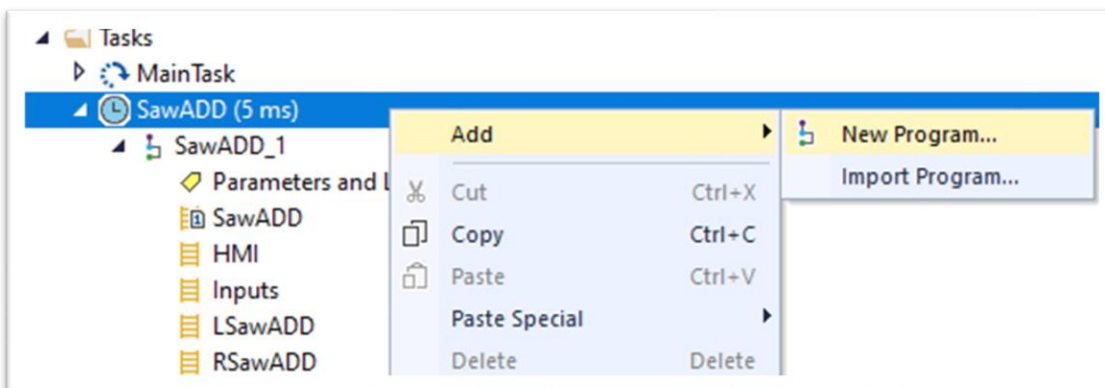 Tasks
MainTask
SawADD (5 ms)
SawADD_1
Parameters and L
SawADD
HMI
Inputs
LSawADD
RSawADD
Add
Cut Ctrl+X
Copy Ctrl+C
Paste Ctrl+V
Paste Special
Delete Delete
New Program...
Import Program...